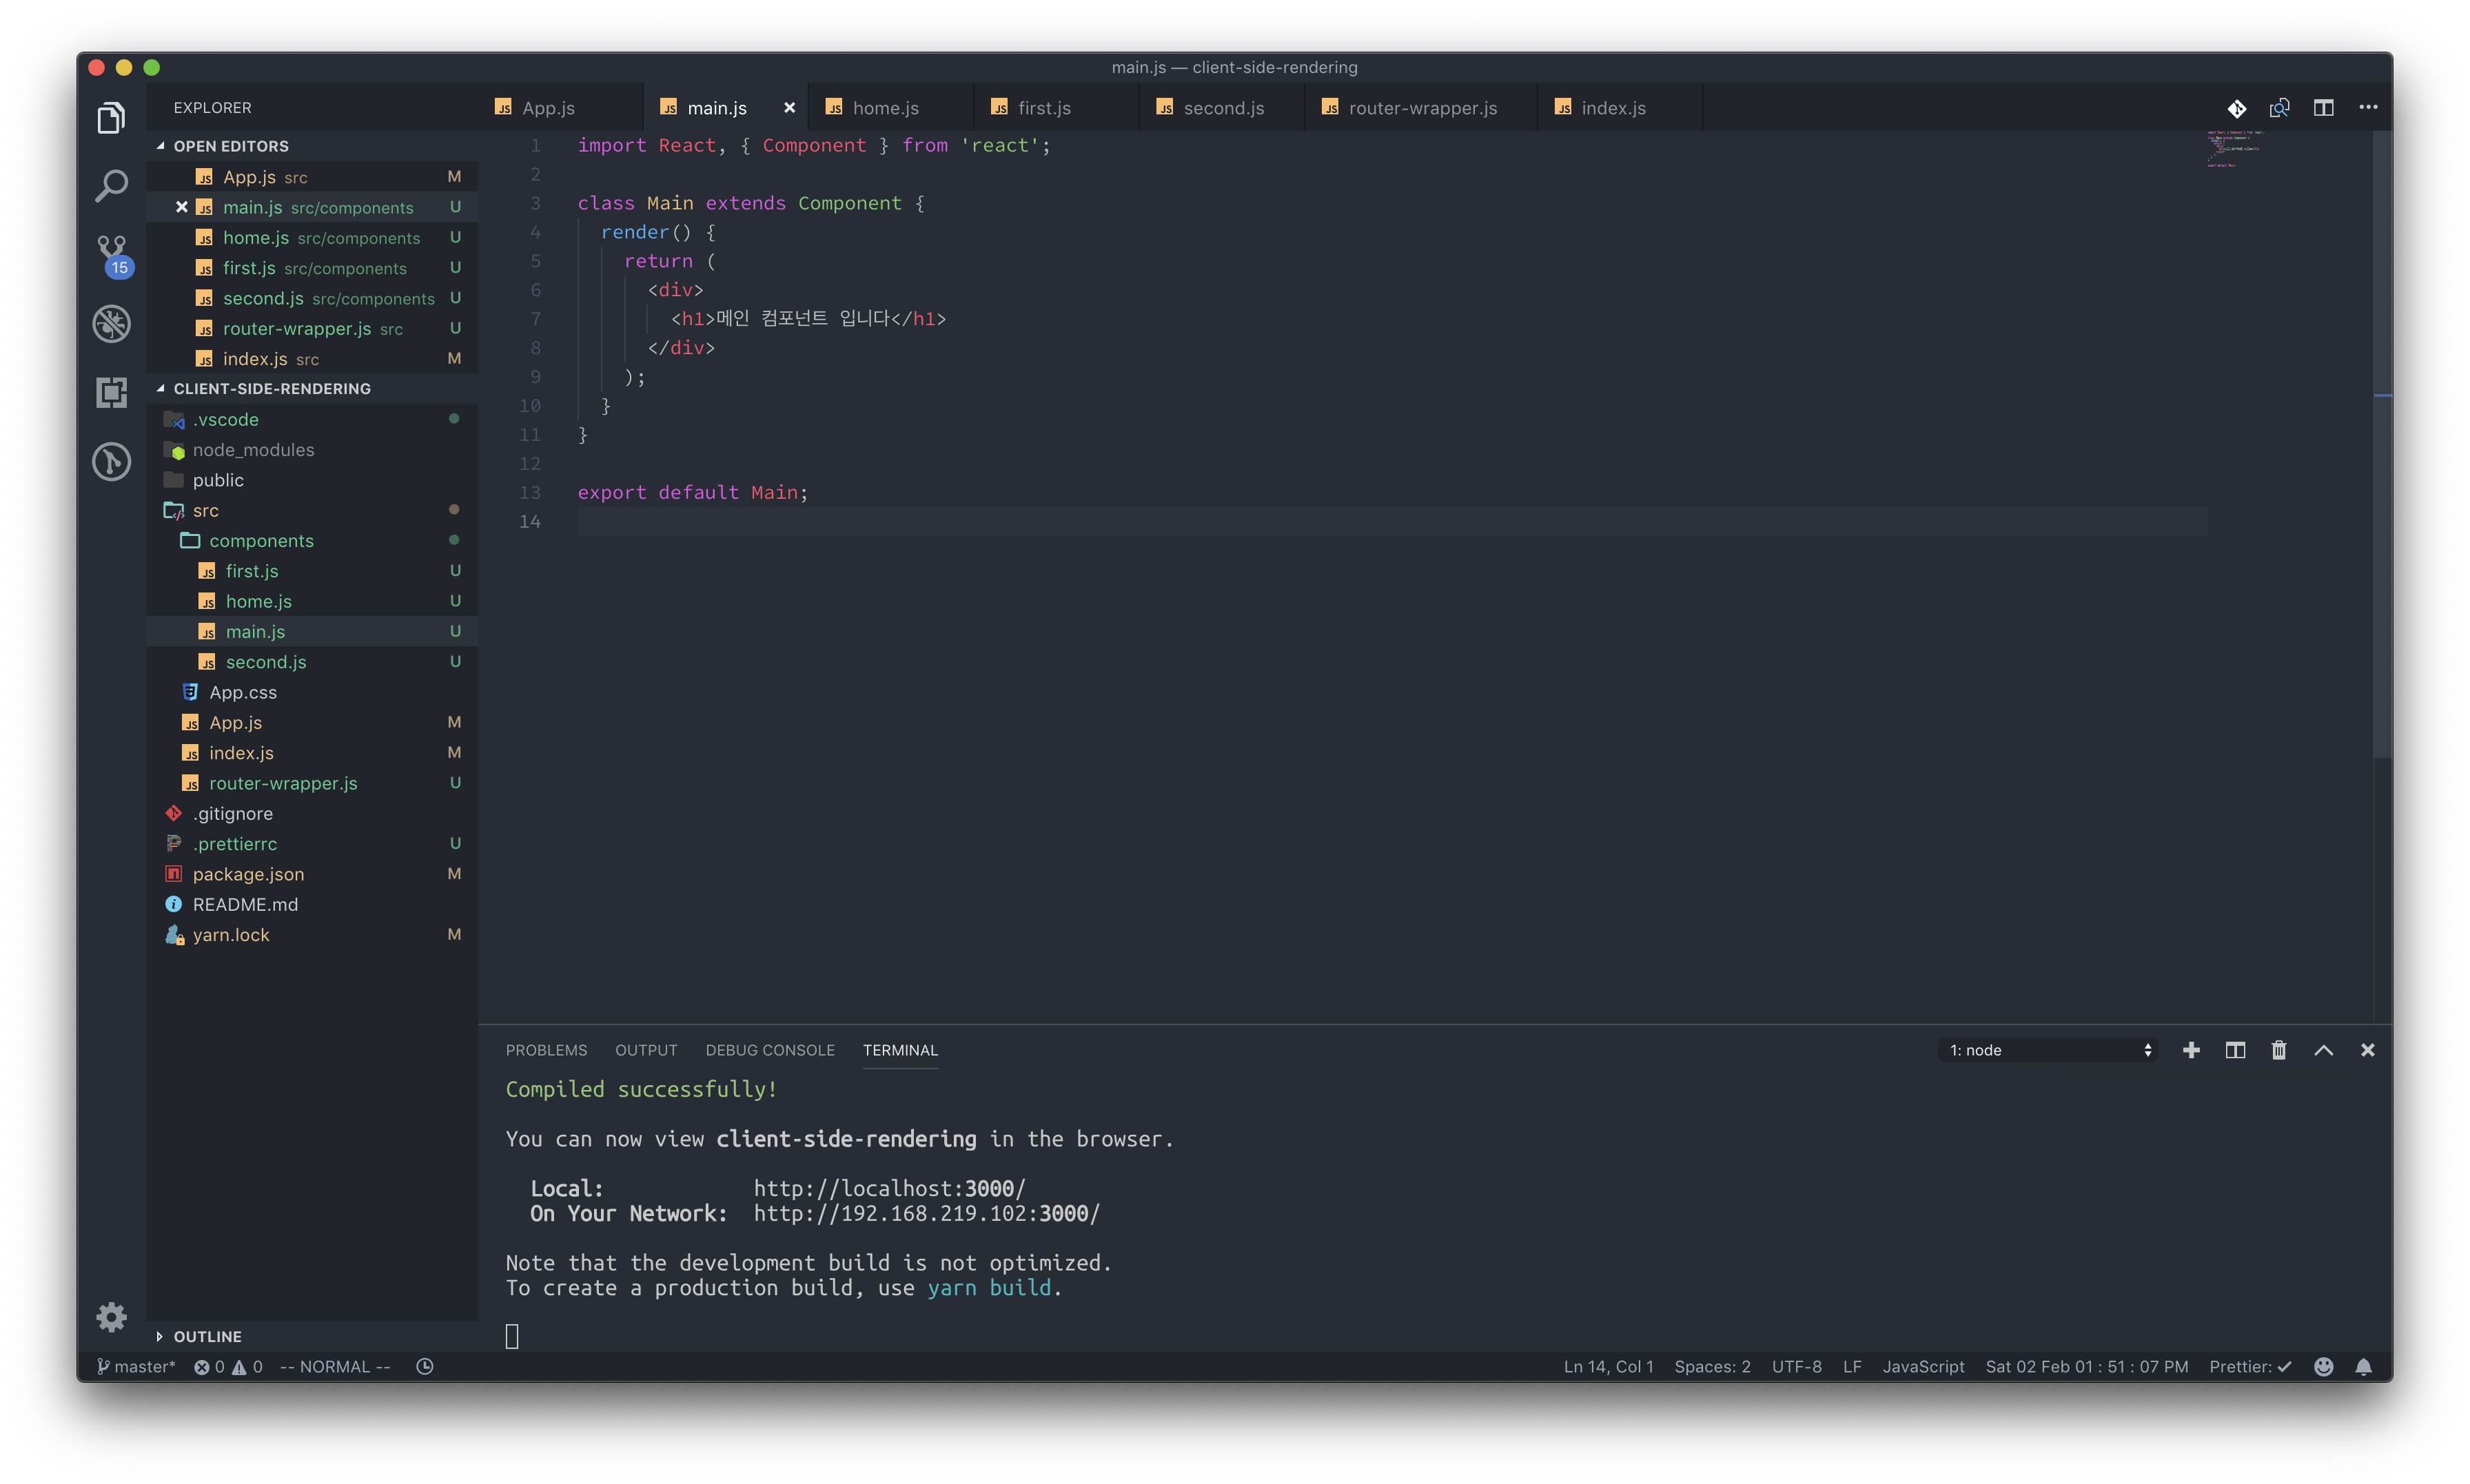 main.js — client-side-rendering
EXPLORER
App.js
main.js
home.js
first.js
second.js
router-wrapper.js
index.js
OPEN EDITORS
App.js src M
main.js src/components U
home.js src/components U
first.js src/components U
second.js src/components U
router-wrapper.js src U
index.js src M
15
CLIENT-SIDE-RENDERING
.vscode
node_modules
public
src
components
first.js U
home.js U
main.js U
second.js U
App.css
App.js M
index.js M
router-wrapper.js U
.gitignore
.prettierrc U
package.json M
README.md
yarn.lock M
OUTLINE
1 import React, { Component } from 'react';
2
3 class Main extends Component {
4 render() {
5 return (
6 <div>
7 <h1>메인 컴포넌트 입니다</h1>
8 </div>
9 );
10 }
11 }
12
13 export default Main;
14
PROBLEMS OUTPUT DEBUG CONSOLE TERMINAL
1: node
Compiled successfully!
You can now view client-side-rendering in the browser.
Local: http://localhost:3000/
On Your Network: http://192.168.219.102:3000/
Note that the development build is not optimized.
To create a production build, use yarn build.
master* 0 0 -- NORMAL --
Ln 14, Col 1 Spaces: 2 UTF-8 LF JavaScript Sat 02 Feb 01 : 51 : 07 PM Prettier: ✓